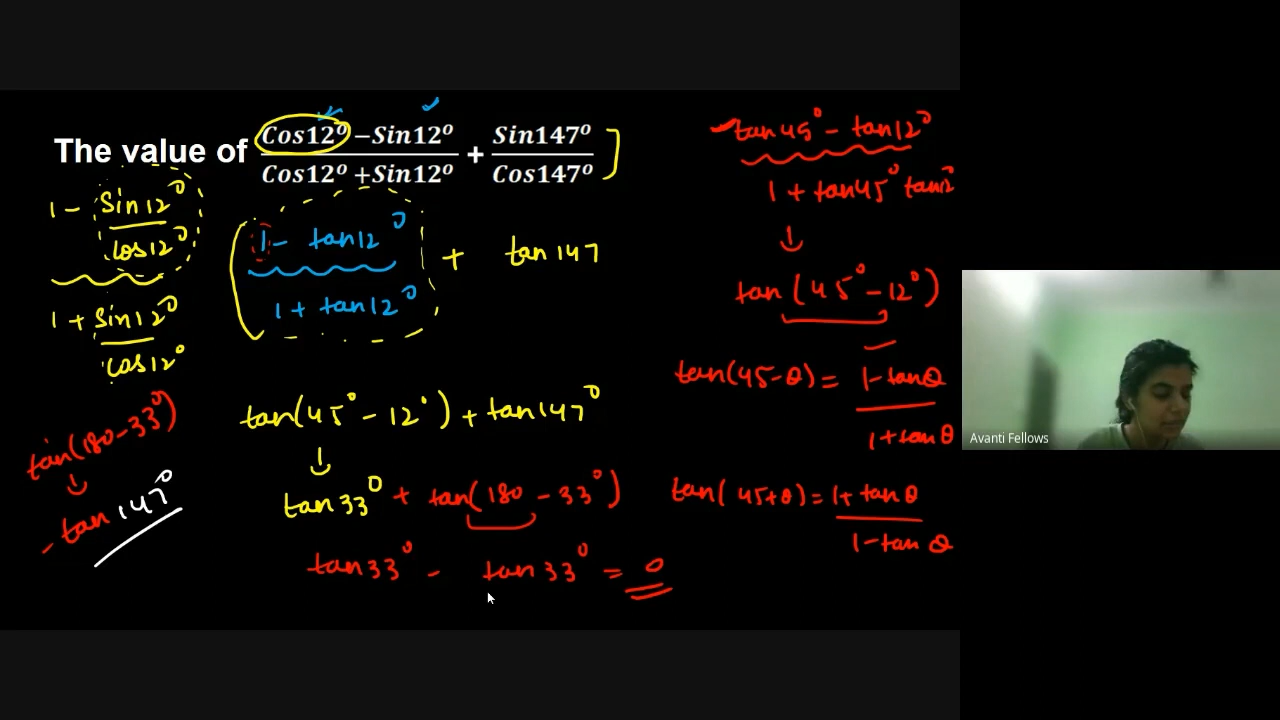 The value of Cos12° - Sin12° / Cos12° + Sin12° + Sin147° / Cos147° ]
1 - Sin12° / Cos12°
1 + Sin12° / Cos12°
1 - tan12° / 1 + tan12° + tan147
tan(45° - 12°) + tan147°
↓
tan33° + tan(180 - 33°)
tan33° - tan33° = 0
tan(180-33°)
↓
- tan 147°
tan45° - tan12°
1 + tan45° tan12°
↓
tan(45° - 12°)
tan(45-θ) = 1-tanθ / 1+tanθ
tan(45+θ) = 1+tanθ / 1-tanθ
Avanti Fellows